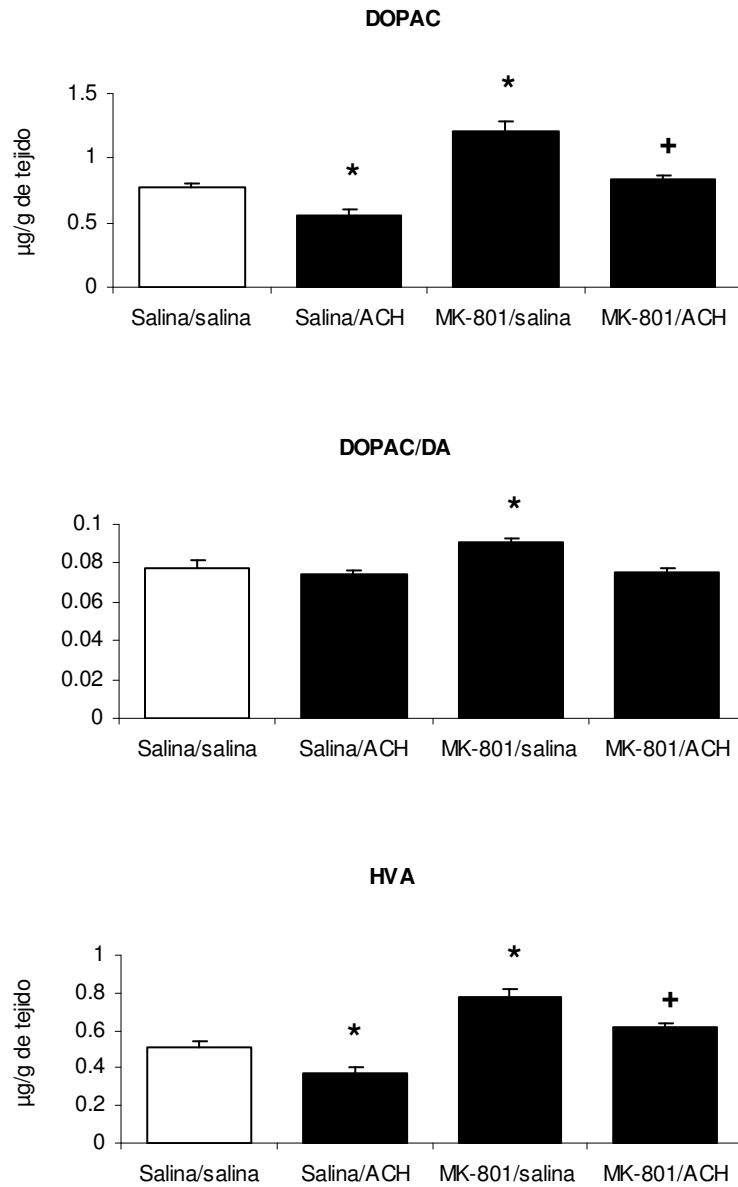 DOPAC
µg/g de tejido
1.5
1
0.5
0
*
*
+
Salina/salina Salina/ACH MK-801/salina MK-801/ACH
DOPAC/DA
0.1
0.08
0.06
0.04
0.02
0
*
Salina/salina Salina/ACH MK-801/salina MK-801/ACH
HVA
µg/g de tejido
1
0.8
0.6
0.4
0.2
0
*
*
+
Salina/salina Salina/ACH MK-801/salina MK-801/ACH